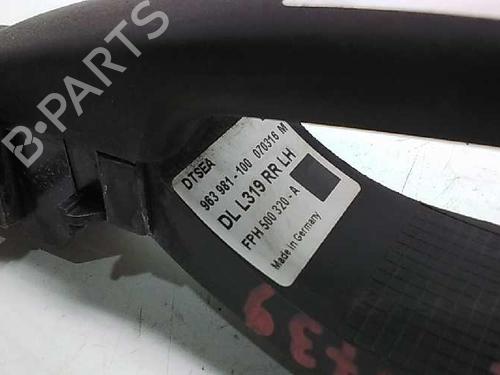 B-PARTS
DTSEA
963 981-100 070316 M
DL L319 RR LH
FPH 500 320-A
Made in Germany